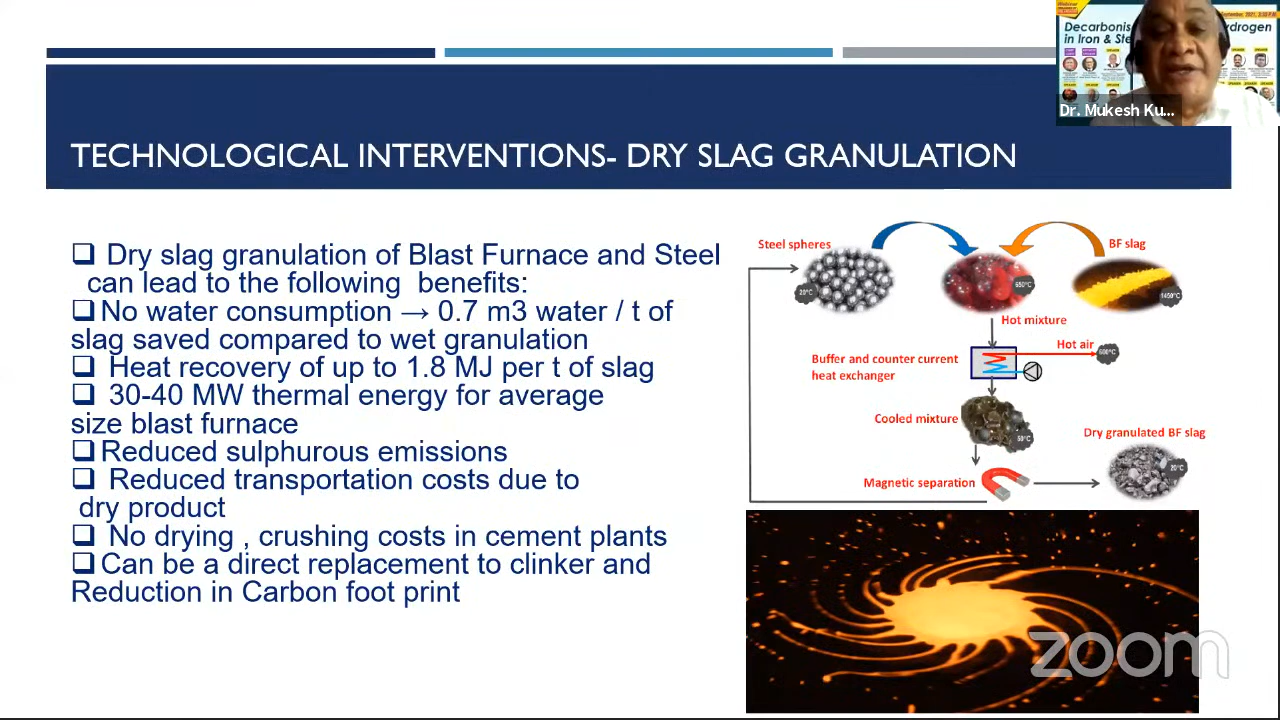 Decarbonis
ydrogen
in Iron & Ste
Dr. Mukesh Ku...
TECHNOLOGICAL INTERVENTIONS- DRY SLAG GRANULATION
❑ Dry slag granulation of Blast Furnace and Steel
can lead to the following benefits:
❑No water consumption → 0.7 m3 water / t of
slag saved compared to wet granulation
❑ Heat recovery of up to 1.8 MJ per t of slag
❑ 30-40 MW thermal energy for average
size blast furnace
❑Reduced sulphurous emissions
❑ Reduced transportation costs due to
dry product
❑ No drying , crushing costs in cement plants
❑Can be a direct replacement to clinker and
Reduction in Carbon foot print
Steel spheres
BF slag
20°C
650°C
1450°C
Hot mixture
Hot air
600°C
Buffer and counter current
heat exchanger
Cooled mixture
50°C
Dry granulated BF slag
20°C
Magnetic separation
zoom